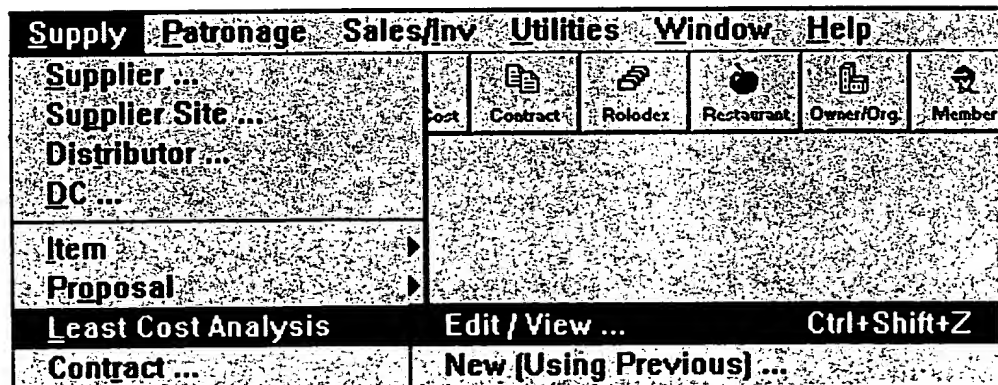 Supply Patronage Sales/Inv Utilities Window Help
Supplier ...
Supplier Site ...
Distributor ...
DC ...
Cost Contract Rolodex Restaurant Owner/Org. Member
Item
Proposal
Least Cost Analysis Edit / View ... Ctrl+Shift+Z
Contract ... New (Using Previous) ...